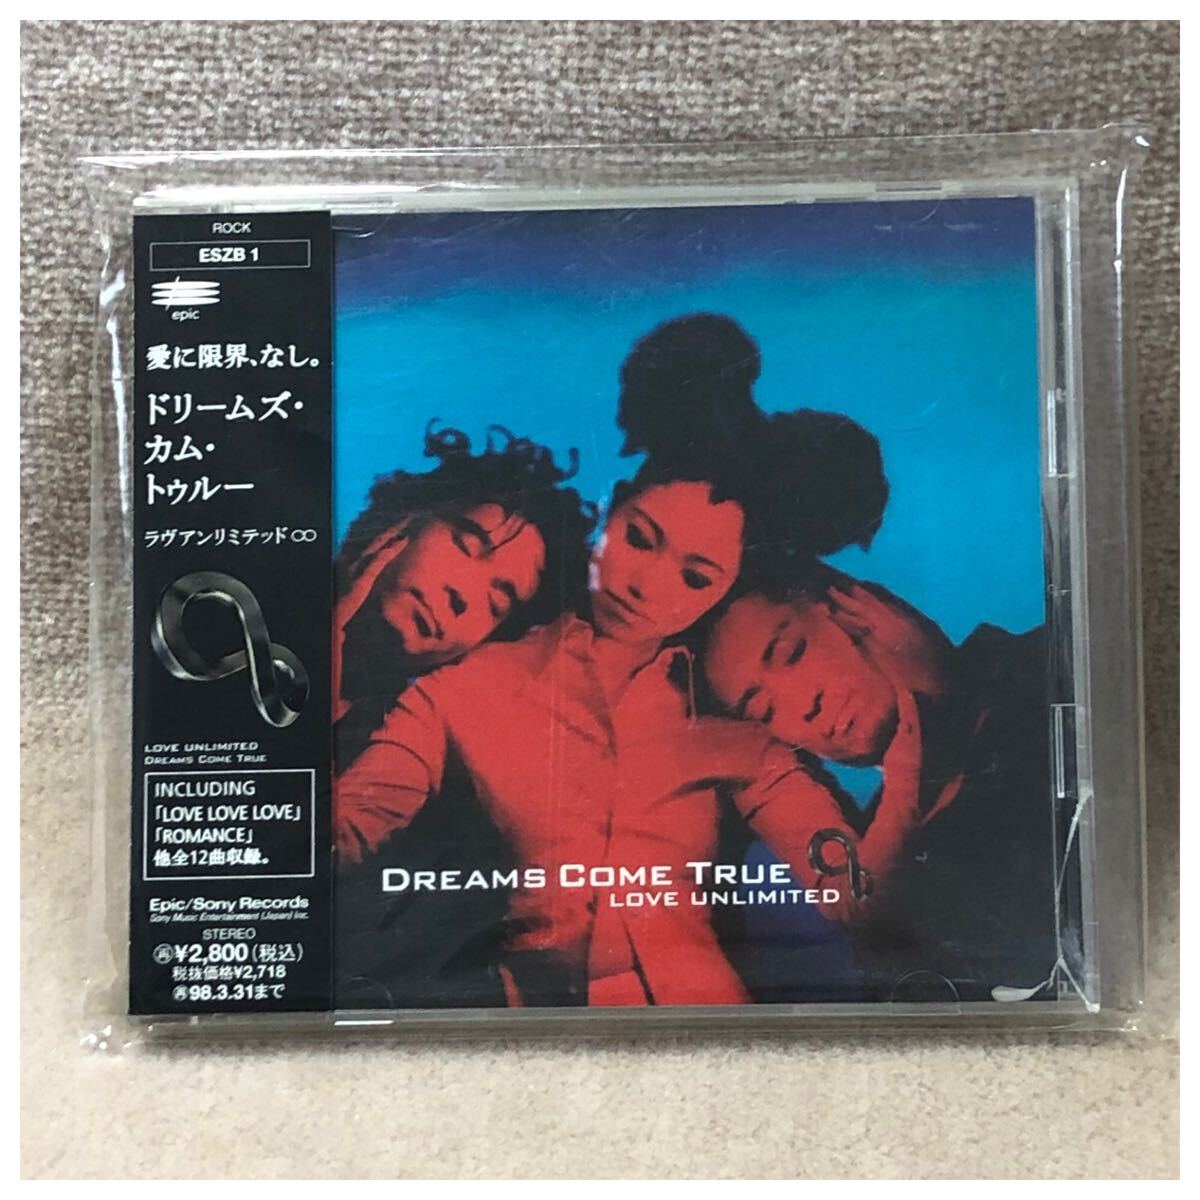 ROCK
ESZB 1
epic
愛に限界、なし。
ドリームズ・
カム・
トゥルー
ラヴアンリミテッド∞
LOVE UNLIMITED
DREAMS COME TRUE
INCLUDING
「LOVE LOVE LOVE」
「ROMANCE」
他全12曲収録。
Epic/Sony Records
Sony Music Entertainment (Japan) Inc.
STEREO
再¥2,800(税込)
税抜価格¥2,718
再98.3.31まで
DREAMS COME TRUE
LOVE UNLIMITED